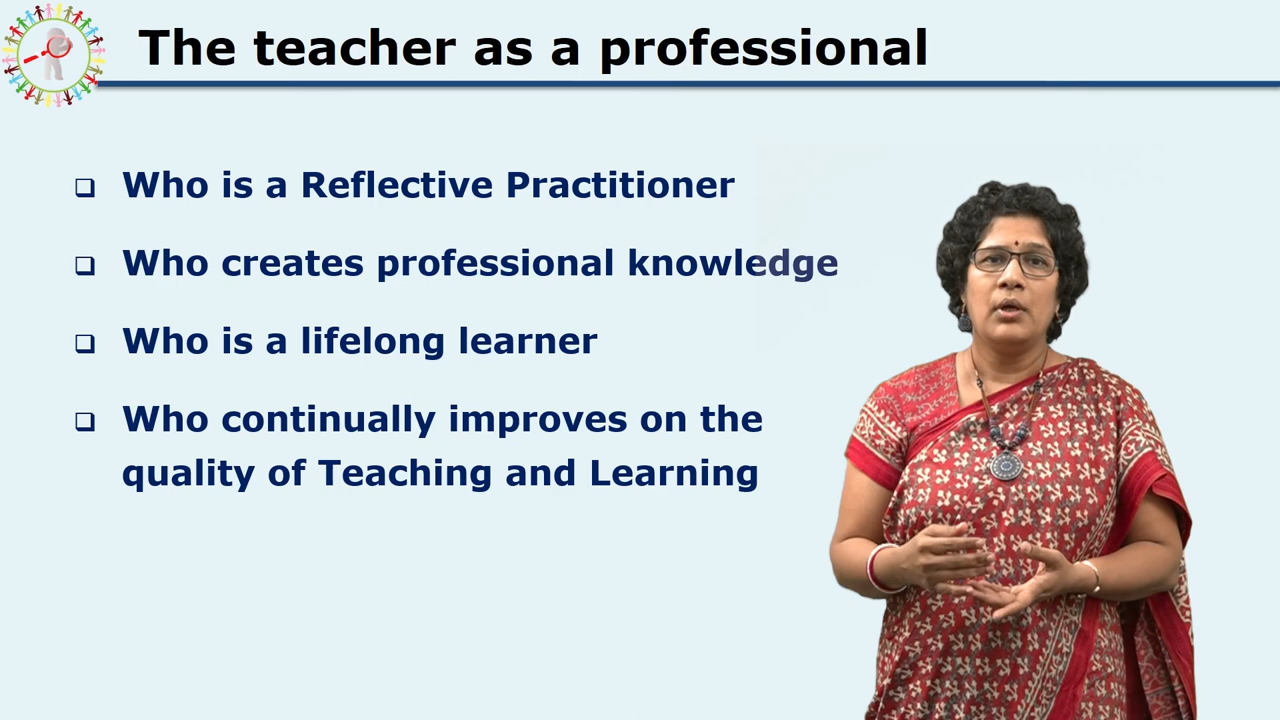 The teacher as a professional
❑ Who is a Reflective Practitioner
❑ Who creates professional knowledge
❑ Who is a lifelong learner
❑ Who continually improves on the
quality of Teaching and Learning